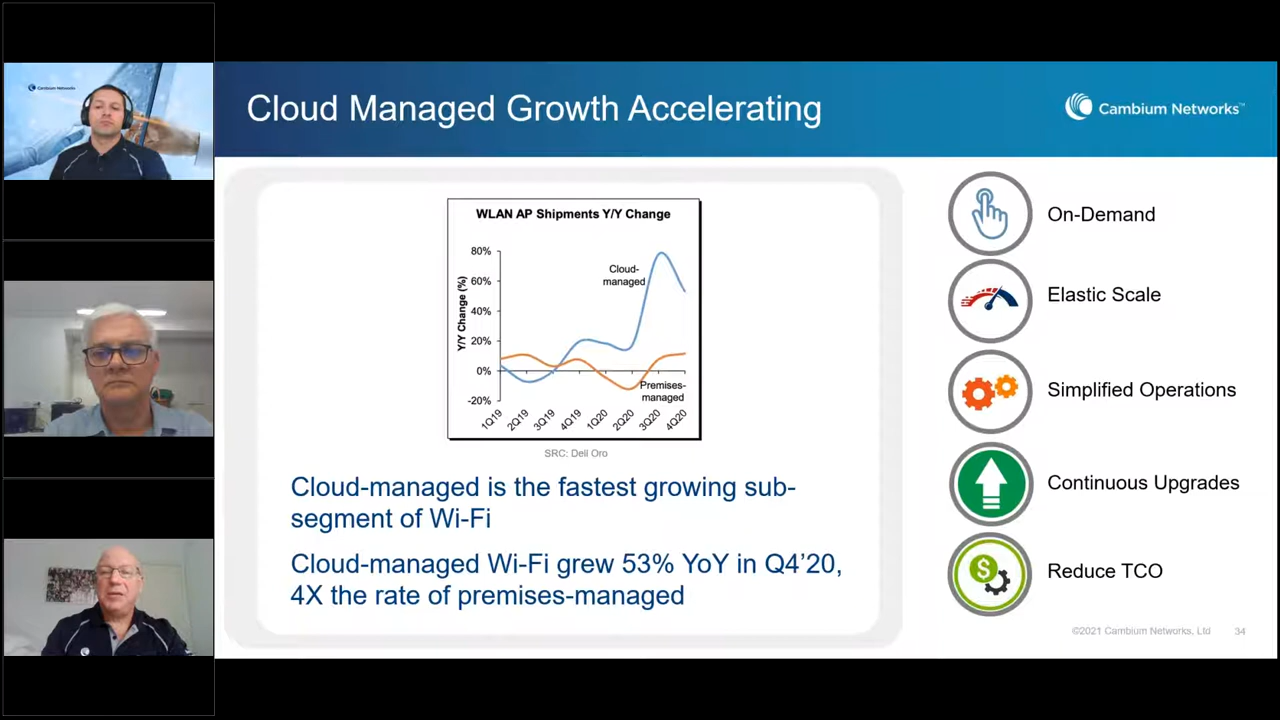 Cambium Networks
Cloud Managed Growth Accelerating
Cambium Networks™
WLAN AP Shipments Y/Y Change
Y/Y Change (%)
80%
60%
40%
20%
0%
-20%
Cloud-
managed
Premises-
managed
1Q19
2Q19
3Q19
4Q19
1Q20
2Q20
3Q20
4Q20
SRC: Dell Oro
Cloud-managed is the fastest growing sub-
segment of Wi-Fi
Cloud-managed Wi-Fi grew 53% YoY in Q4’20,
4X the rate of premises-managed
On-Demand
Elastic Scale
Simplified Operations
Continuous Upgrades
$
Reduce TCO
©2021 Cambium Networks, Ltd
34